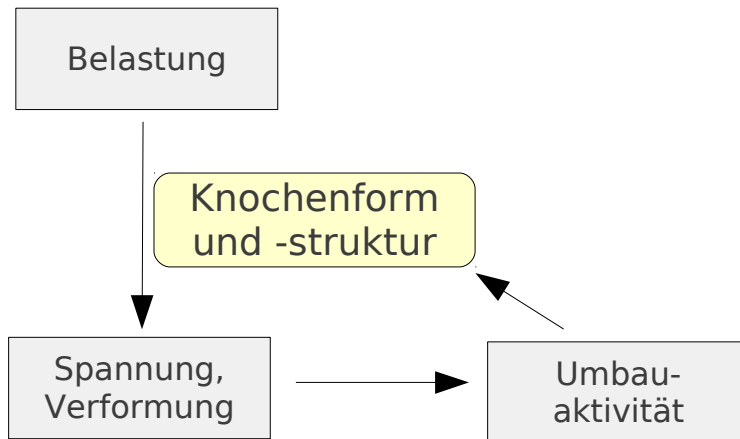 Belastung
Knochenform
und -struktur
Spannung,
Verformung
Umbau-
aktivität